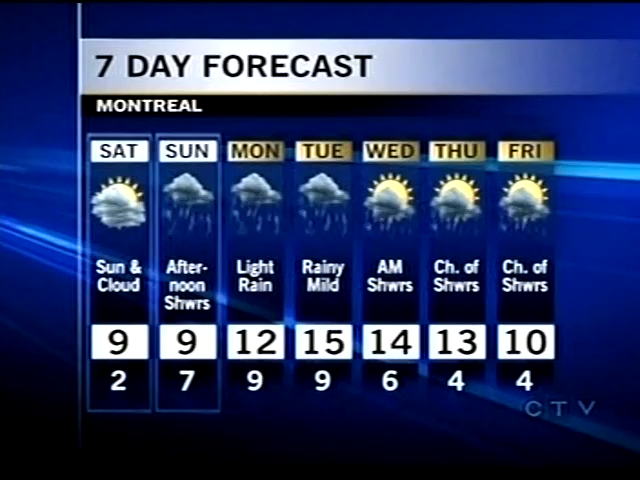 7 DAY FORECAST
MONTREAL
SAT SUN MON TUE WED THU FRI
Sun & After- Light Rainy AM Ch. of Ch. of
Cloud noon Rain Mild Shwrs Shwrs Shwrs
Shwrs
9 9 12 15 14 13 10
2 7 9 9 6 4 4
CTV